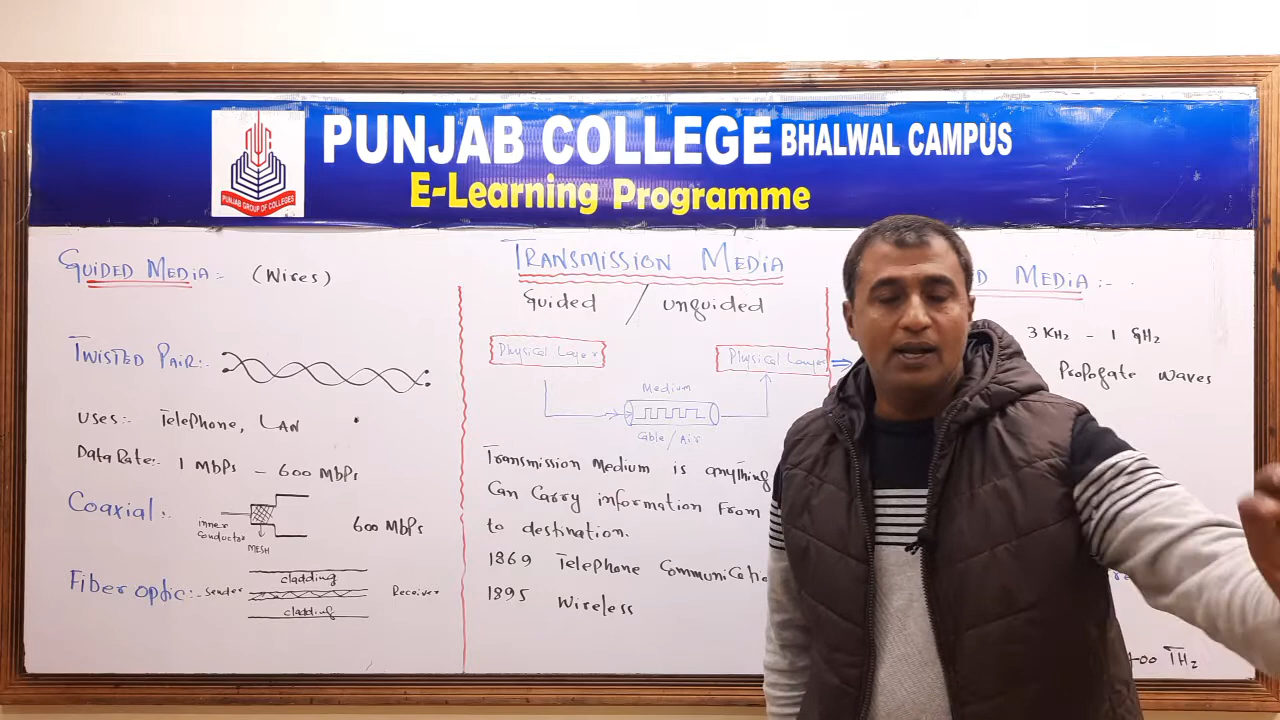 PUNJAB COLLEGE BHALWAL CAMPUS
E-Learning Programme
PUNJAB GROUP OF COLLEGES
GUIDED MEDIA:- (Wires)
TWISTED PAIR:-
Uses:- Telephone, LAN
Data Rate:- 1 Mbps - 600 Mbps
Coaxial:-
inner conductor
MESH
600 Mbps
Fiber optic:- Sender
cladding
cladding
Receiver
TRANSMISSION MEDIA
Guided / unguided
Physical Layer
Physical Layer
Medium
Cable / Air
Transmission Medium is anything
Can Carry information From
to destination.
1869 Telephone Communicatio
1895 Wireless
D MEDIA:-
3 KHz - 1 GHz
Propogate waves
400 THz